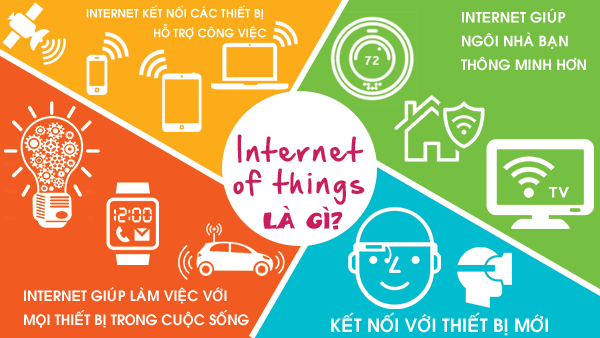 INTERNET KẾT NỐI CÁC THIẾT BỊ
HỖ TRỢ CÔNG VIỆC
INTERNET GIÚP
NGÔI NHÀ BẠN
THÔNG MINH HƠN
72
Internet
of things
LÀ GÌ?
TV
12:00
INTERNET GIÚP LÀM VIỆC VỚI
MỌI THIẾT BỊ TRONG CUỘC SỐNG
KẾT NỐI VỚI THIẾT BỊ MỚI